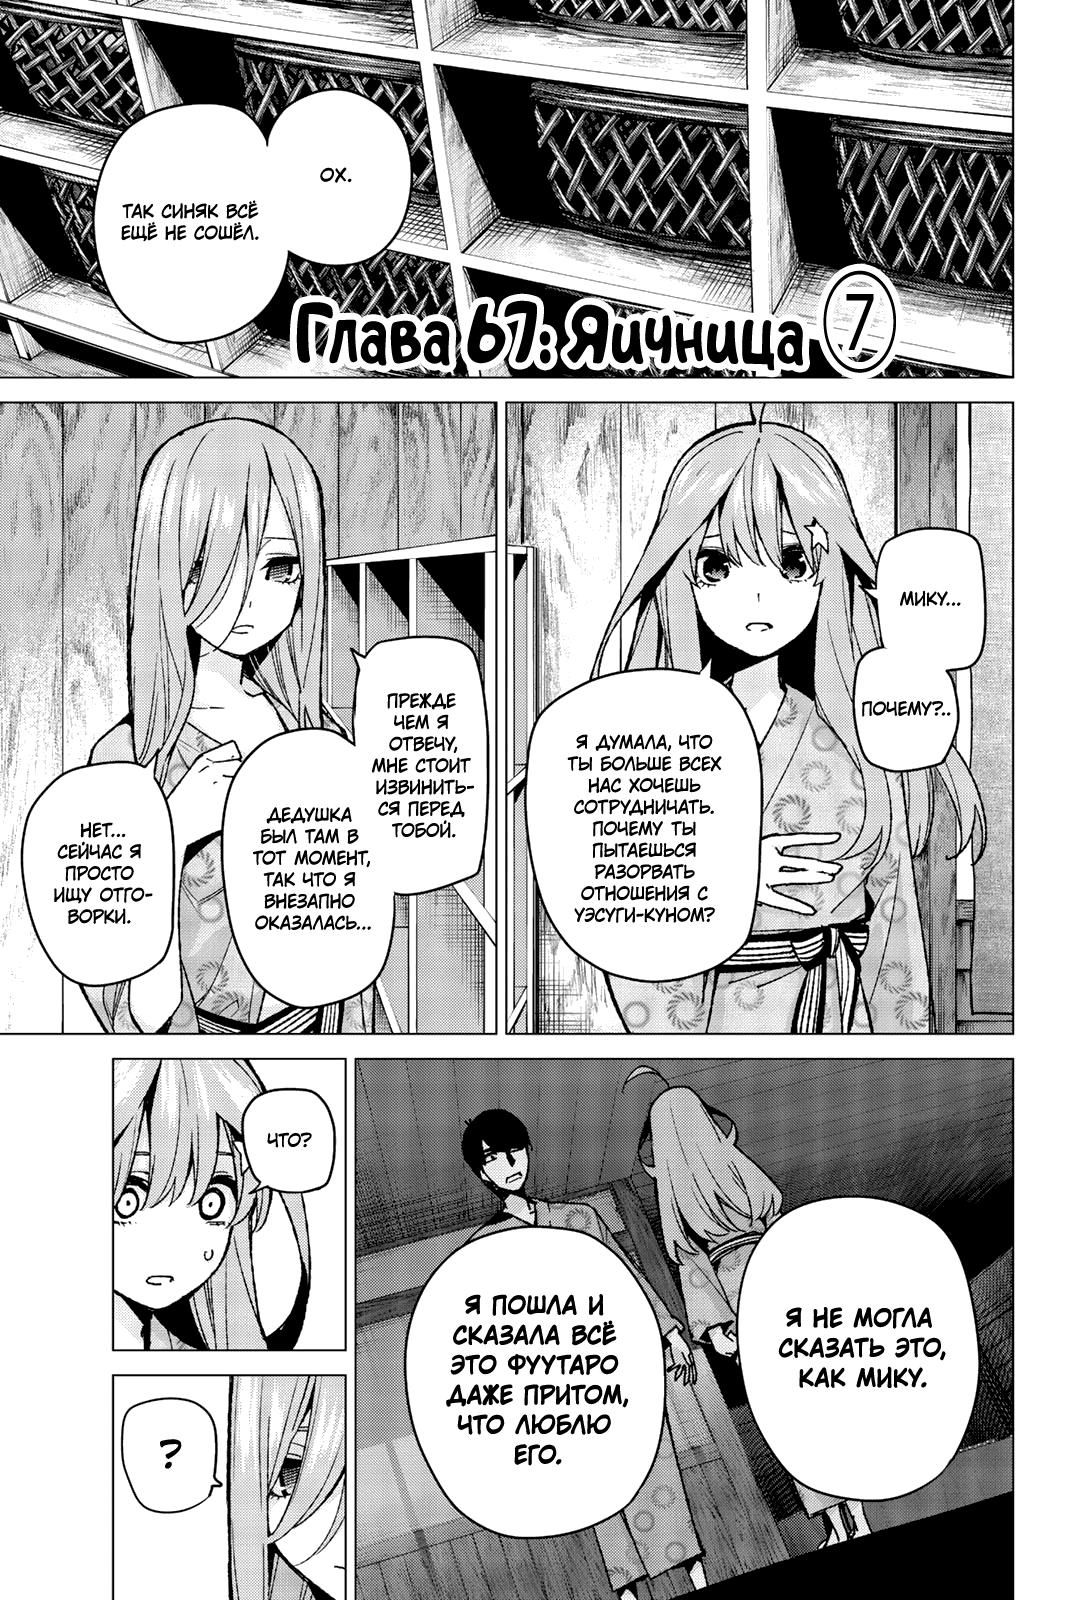 ОХ.
ТАК СИНЯК ВСЁ
ЕЩЁ НЕ СОШЁЛ.
Глава 67: Яичница 7
МИКУ...
ПОЧЕМУ?..
Я ДУМАЛА, ЧТО
ТЫ БОЛЬШЕ ВСЕХ
НАС ХОЧЕШЬ
СОТРУДНИЧАТЬ.
ПОЧЕМУ ТЫ
ПЫТАЕШЬСЯ
РАЗОРВАТЬ
ОТНОШЕНИЯ С
УЭСУГИ-КУНОМ?
ПРЕЖДЕ
ЧЕМ Я
ОТВЕЧУ,
МНЕ СТОИТ
ИЗВИНИТЬ-
СЯ ПЕРЕД
ТОБОЙ.
ДЕДУШКА
БЫЛ ТАМ В
ТОТ МОМЕНТ,
ТАК ЧТО Я
ВНЕЗАПНО
ОКАЗАЛАСЬ...
НЕТ...
СЕЙЧАС Я
ПРОСТО
ИЩУ ОТГО-
ВОРКИ.
Я НЕ МОГЛА
СКАЗАТЬ ЭТО,
КАК МИКУ.
Я ПОШЛА И
СКАЗАЛА ВСЁ
ЭТО ФУУТАРО
ДАЖЕ ПРИТОМ,
ЧТО ЛЮБЛЮ
ЕГО.
ЧТО?
?